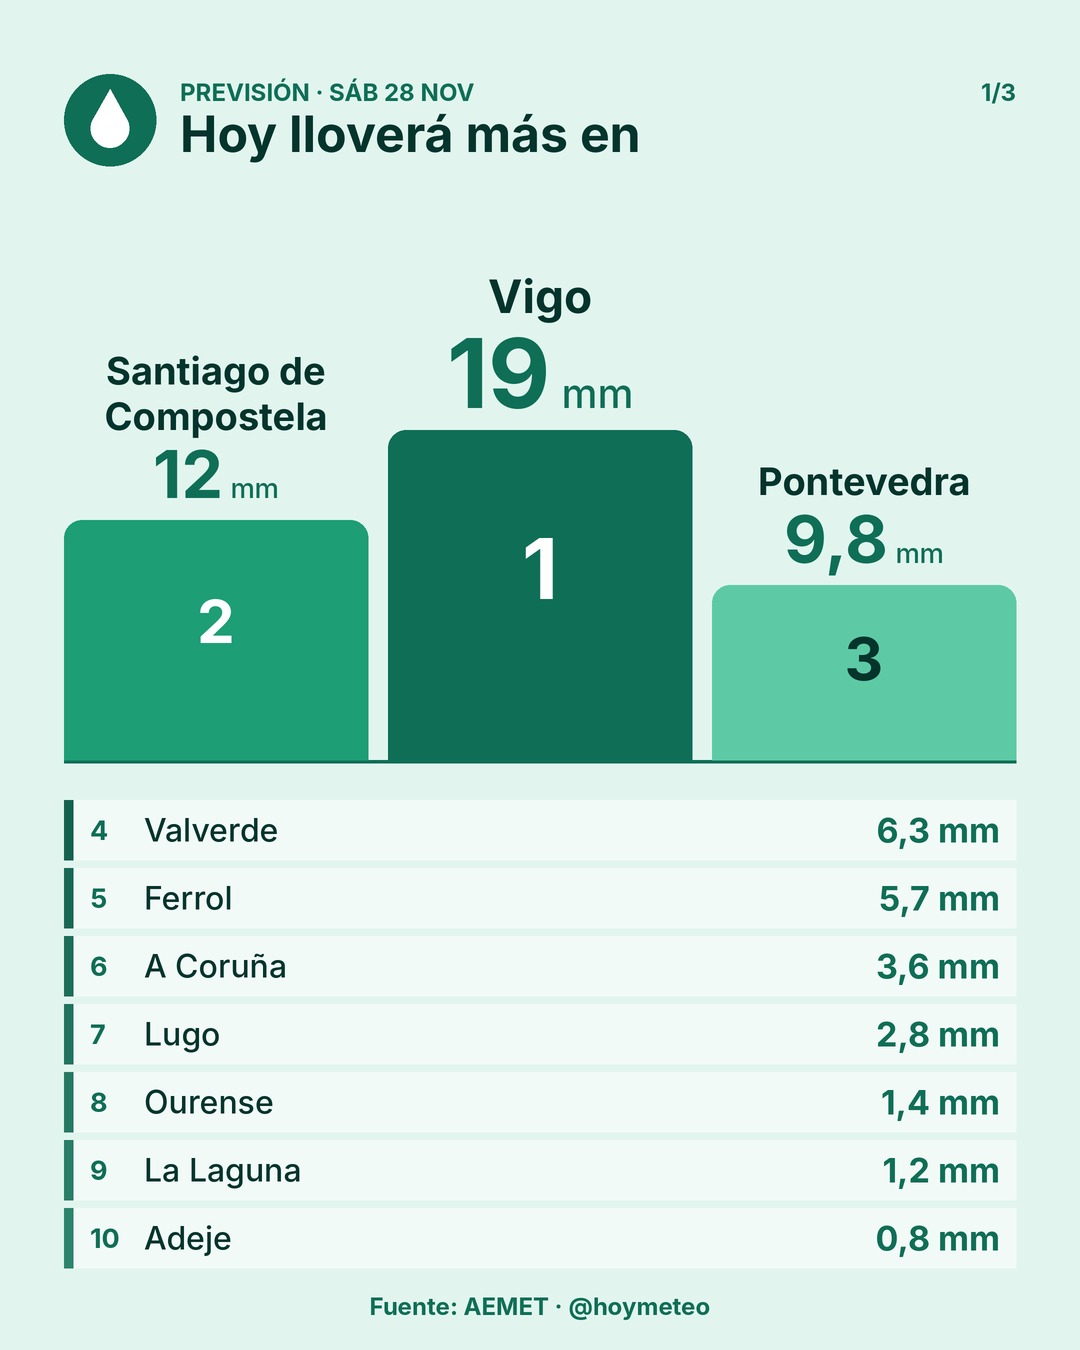 PREVISIÓN · SÁB 28 NOV
1/3
Hoy lloverá más en
Vigo
19 mm
Santiago de
Compostela
12 mm
Pontevedra
9,8 mm
1
2
3
4 Valverde 6,3 mm
5 Ferrol 5,7 mm
6 A Coruña 3,6 mm
7 Lugo 2,8 mm
8 Ourense 1,4 mm
9 La Laguna 1,2 mm
10 Adeje 0,8 mm
Fuente: AEMET · @hoymeteo